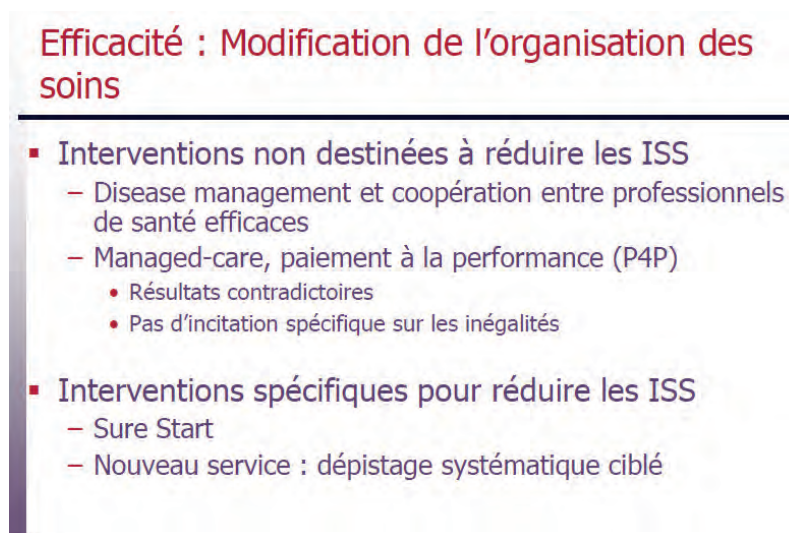 Efficacité : Modification de l'organisation des
soins
▪ Interventions non destinées à réduire les ISS
– Disease management et coopération entre professionnels
de santé efficaces
– Managed-care, paiement à la performance (P4P)
• Résultats contradictoires
• Pas d'incitation spécifique sur les inégalités
▪ Interventions spécifiques pour réduire les ISS
– Sure Start
– Nouveau service : dépistage systématique ciblé